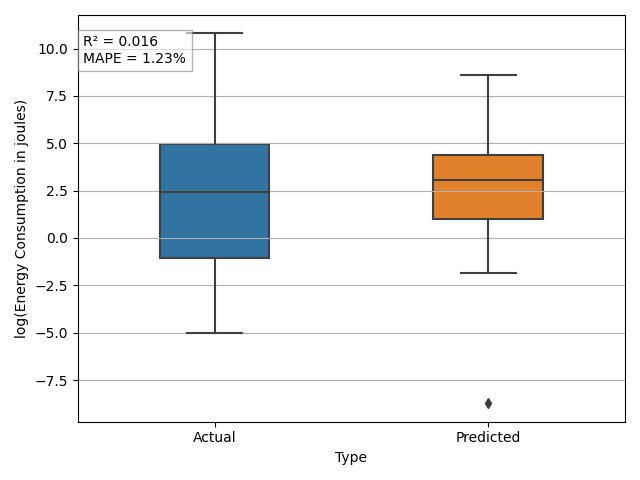 R² = 0.016
MAPE = 1.23%
log(Energy Consumption in joules)
10.0
7.5
5.0
2.5
0.0
−2.5
−5.0
−7.5
Actual
Predicted
Type